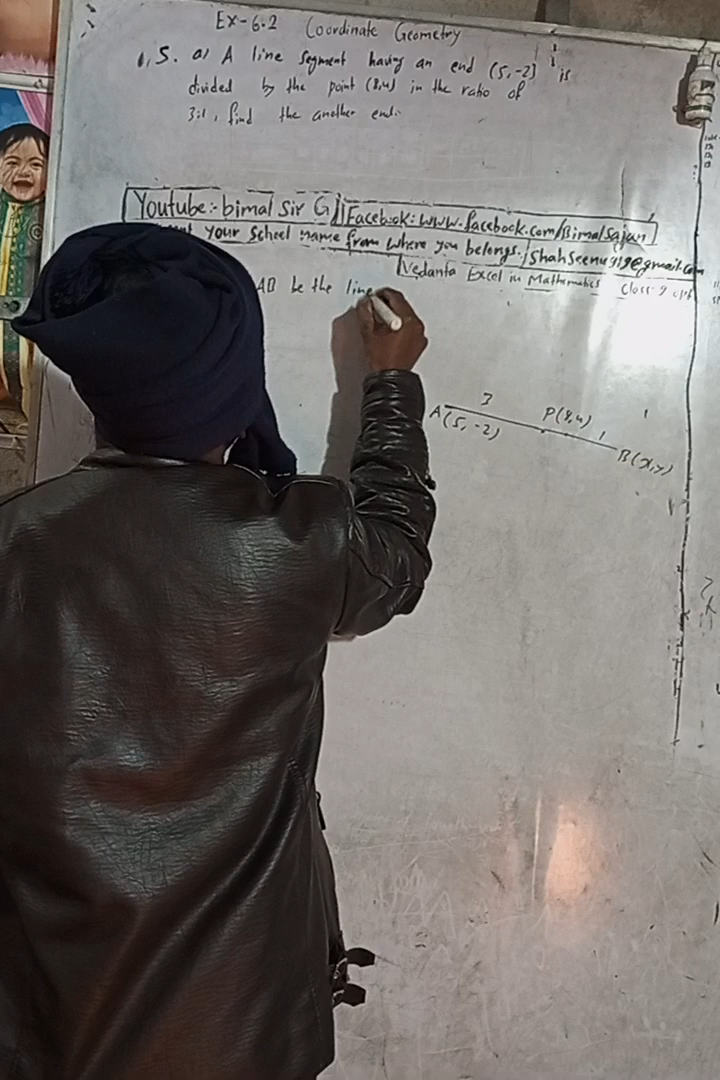 Ex-6.2 Coordinate Geometry
5. a) A line segment having an end (5,-2) is
divided by the point (8,4) in the ratio of
3:1, find the another end.
Youtube:- bimal Sir G
Facebook: www.facebook.com/Bimalsajan
your School name from where you belongs.
Shahseenu919@gmail.com
Vedanta Excel in Mathematics Class: 9
AB be the line
3
P(8,4)
1
A(5,-2)
B(x,y)